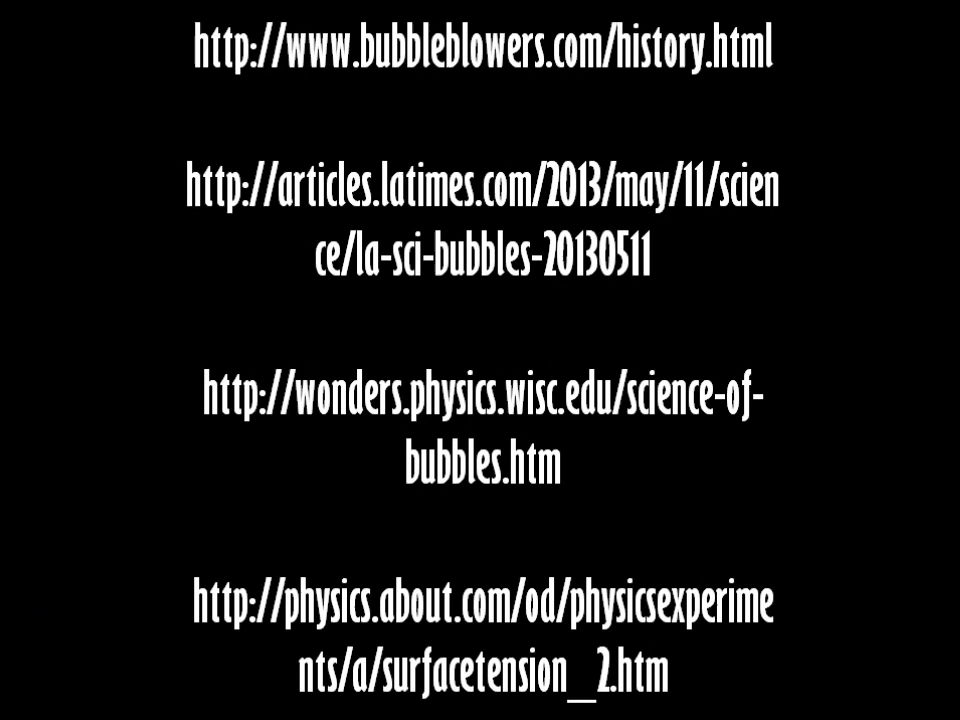 http://www.bubbleblowers.com/history.html
http://articles.latimes.com/2013/may/11/scien
ce/la-sci-bubbles-20130511
http://wonders.physics.wisc.edu/science-of-
bubbles.htm
http://physics.about.com/od/physicsexperime
nts/a/surfacetension_2.htm